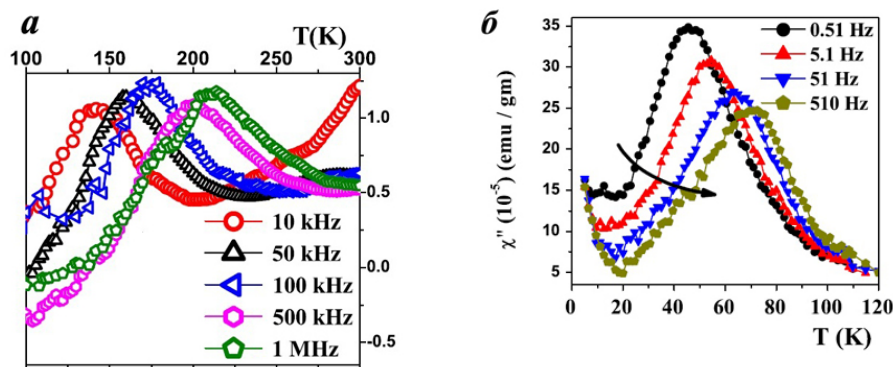 а
T(K)
100 150 200 250 300
1.0
0.5
0.0
-0.5
10 kHz
50 kHz
100 kHz
500 kHz
1 MHz
б
χ'' (10⁻⁵) (emu / gm)
35
30
25
20
15
10
5
0.51 Hz
5.1 Hz
51 Hz
510 Hz
0 20 40 60 80 100 120
T (K)